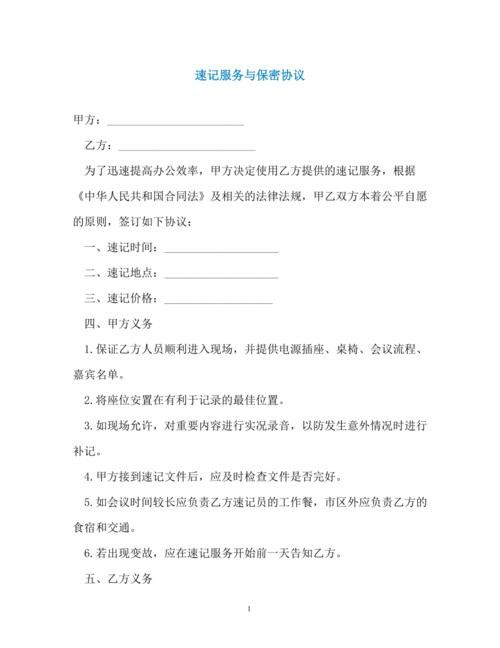 速记服务与保密协议
甲方：________________________
乙方：________________________
为了迅速提高办公效率，甲方决定使用乙方提供的速记服务，根据
《中华人民共和国合同法》及相关的法律法规，甲乙双方本着公平自愿
的原则，签订如下协议：
一、速记时间：____________________
二、速记地点：____________________
三、速记价格：___________________
四、甲方义务
1.保证乙方人员顺利进入现场，并提供电源插座、桌椅、会议流程、
嘉宾名单。
2.将座位安置在有利于记录的最佳位置。
3.如现场允许，对重要内容进行实况录音，以防发生意外情况时进行
补记。
4.甲方接到速记文件后，应及时检查文件是否完好。
5.如会议时间较长应负责乙方速记员的工作餐，市区外应负责乙方的
食宿和交通。
6.若出现变故，应在速记服务开始前一天告知乙方。
五、乙方义务
1